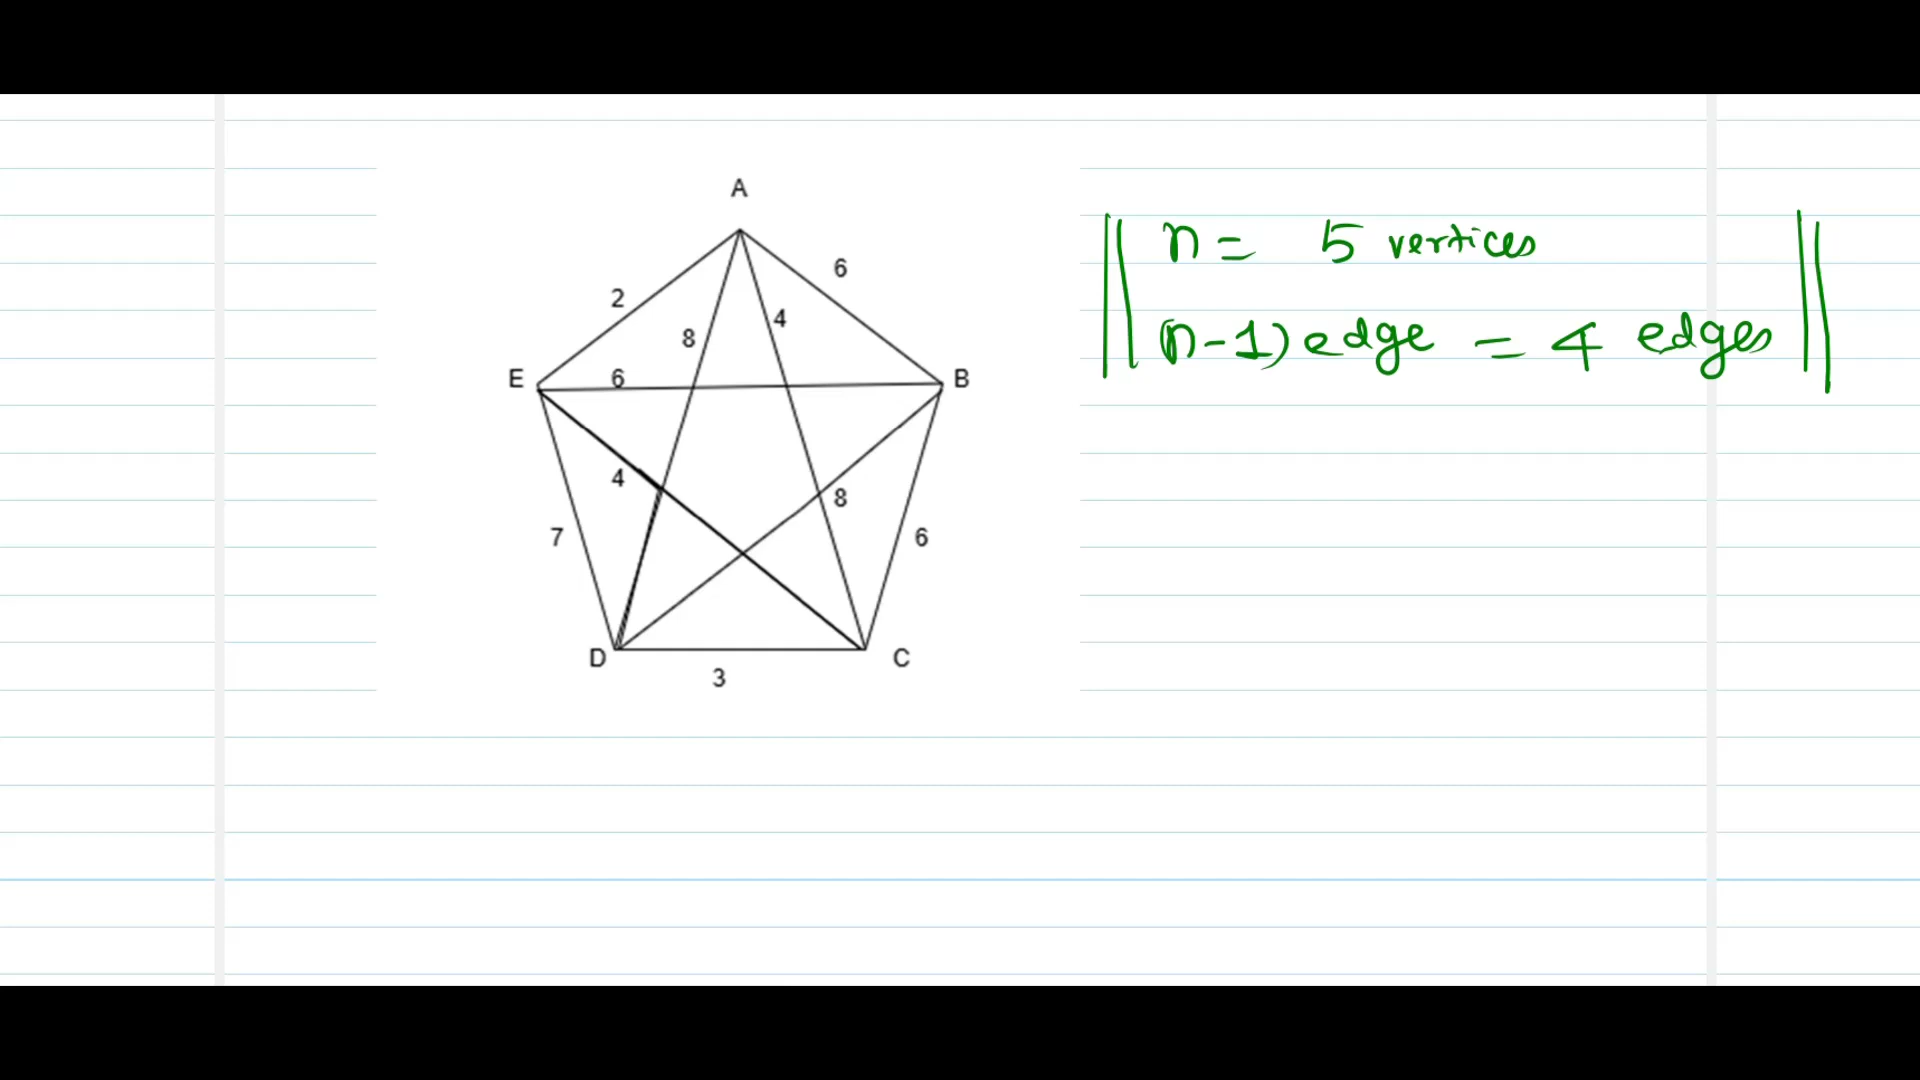 A
6
2
4
8
E
6
B
4
8
7
6
D
C
3
n = 5 vertices
(n-1) edge = 4 edges